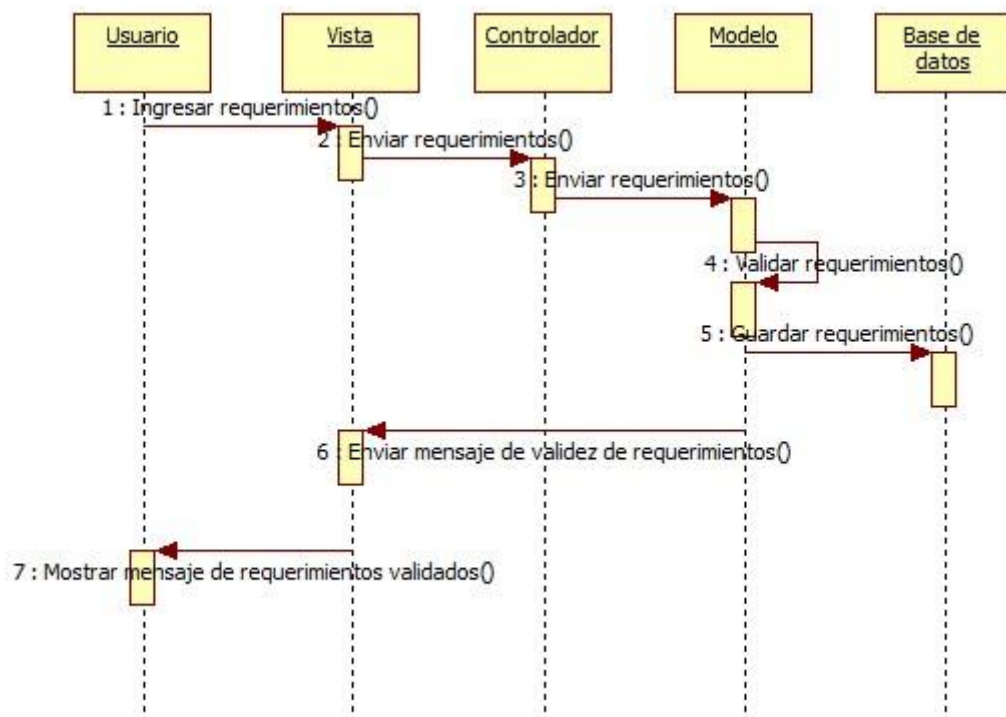 Usuario
Vista
Controlador
Modelo
Base de
datos
1 : Ingresar requerimientos()
2 : Enviar requerimientos()
3 : Enviar requerimientos()
4 : Validar requerimientos()
5 : Guardar requerimientos()
6 : Enviar mensaje de validez de requerimientos()
7 : Mostrar mensaje de requerimientos validados()